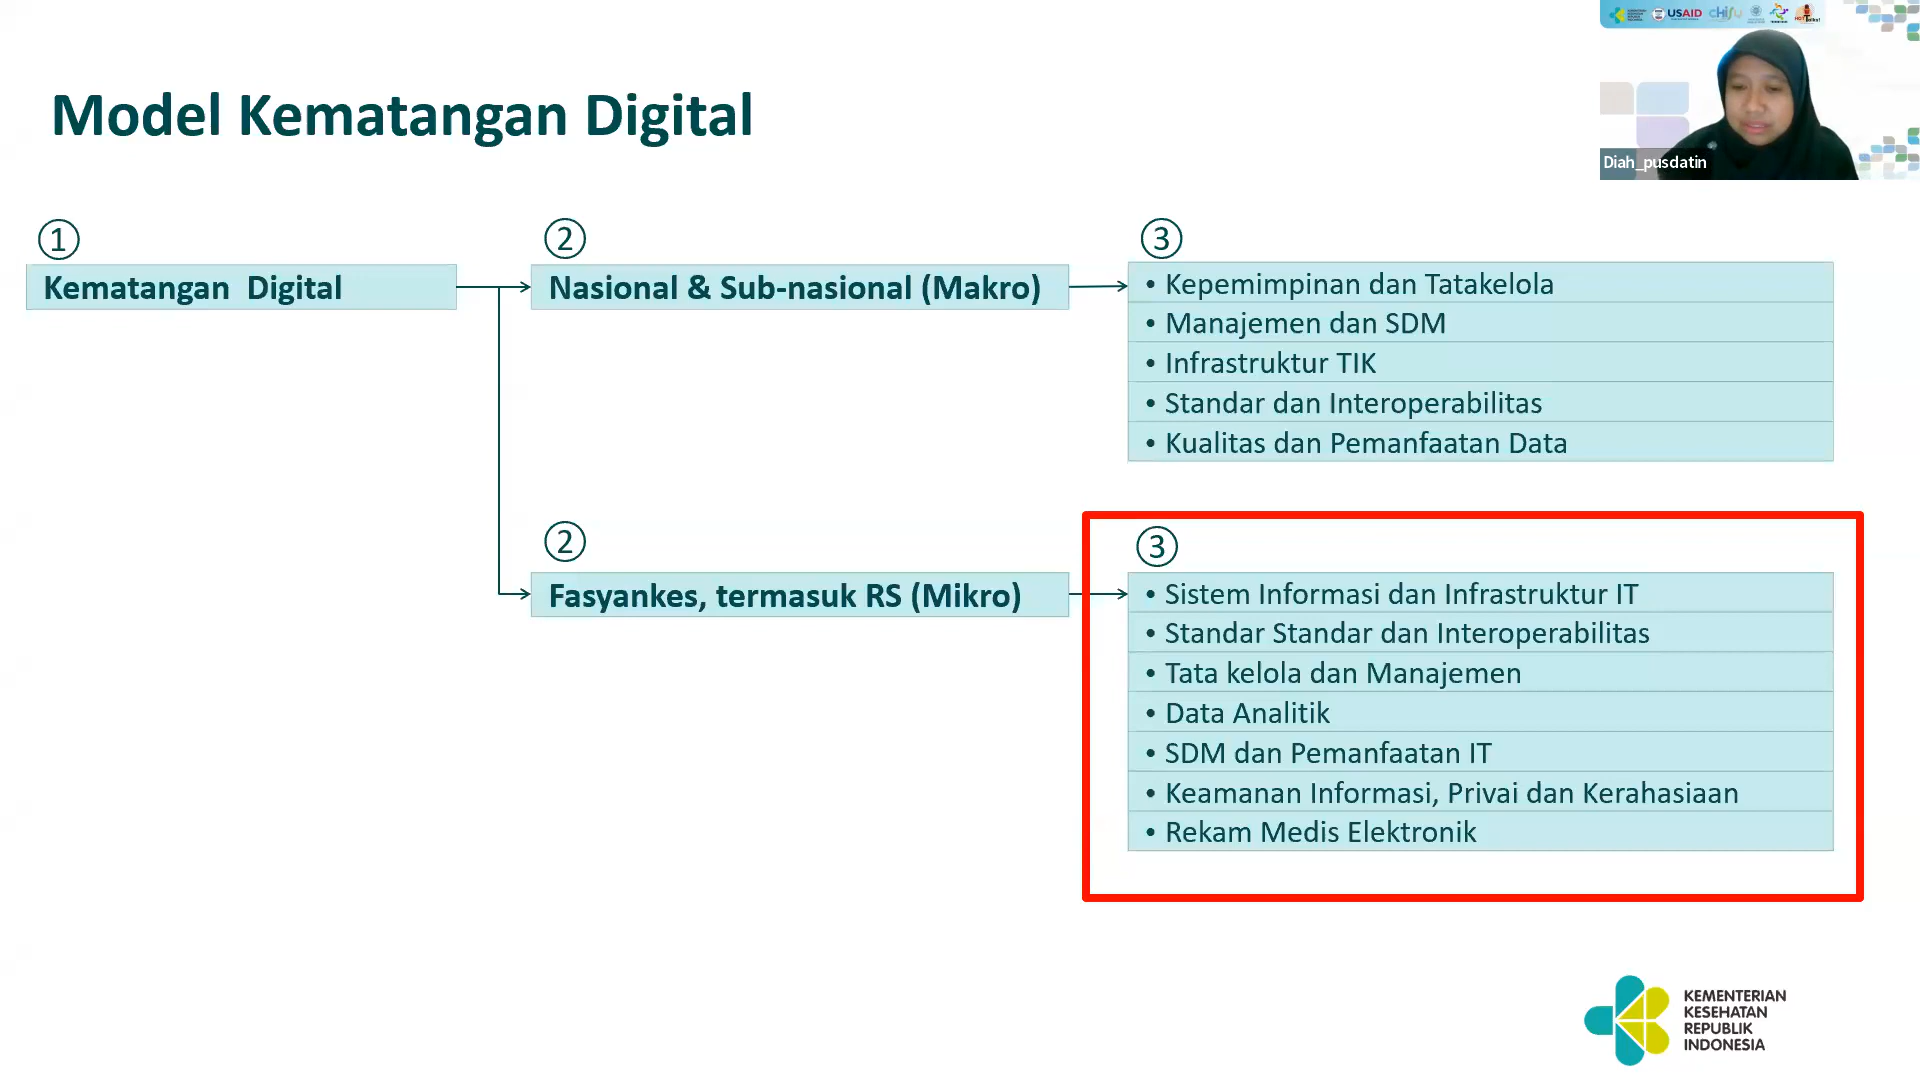 USAID
CHISU
Model Kematangan Digital
Diah_pusdatin
①
Kematangan Digital
②
Nasional & Sub-nasional (Makro)
③
• Kepemimpinan dan Tatakelola
• Manajemen dan SDM
• Infrastruktur TIK
• Standar dan Interoperabilitas
• Kualitas dan Pemanfaatan Data
②
Fasyankes, termasuk RS (Mikro)
③
• Sistem Informasi dan Infrastruktur IT
• Standar Standar dan Interoperabilitas
• Tata kelola dan Manajemen
• Data Analitik
• SDM dan Pemanfaatan IT
• Keamanan Informasi, Privai dan Kerahasiaan
• Rekam Medis Elektronik
KEMENTERIAN
KESEHATAN
REPUBLIK
INDONESIA